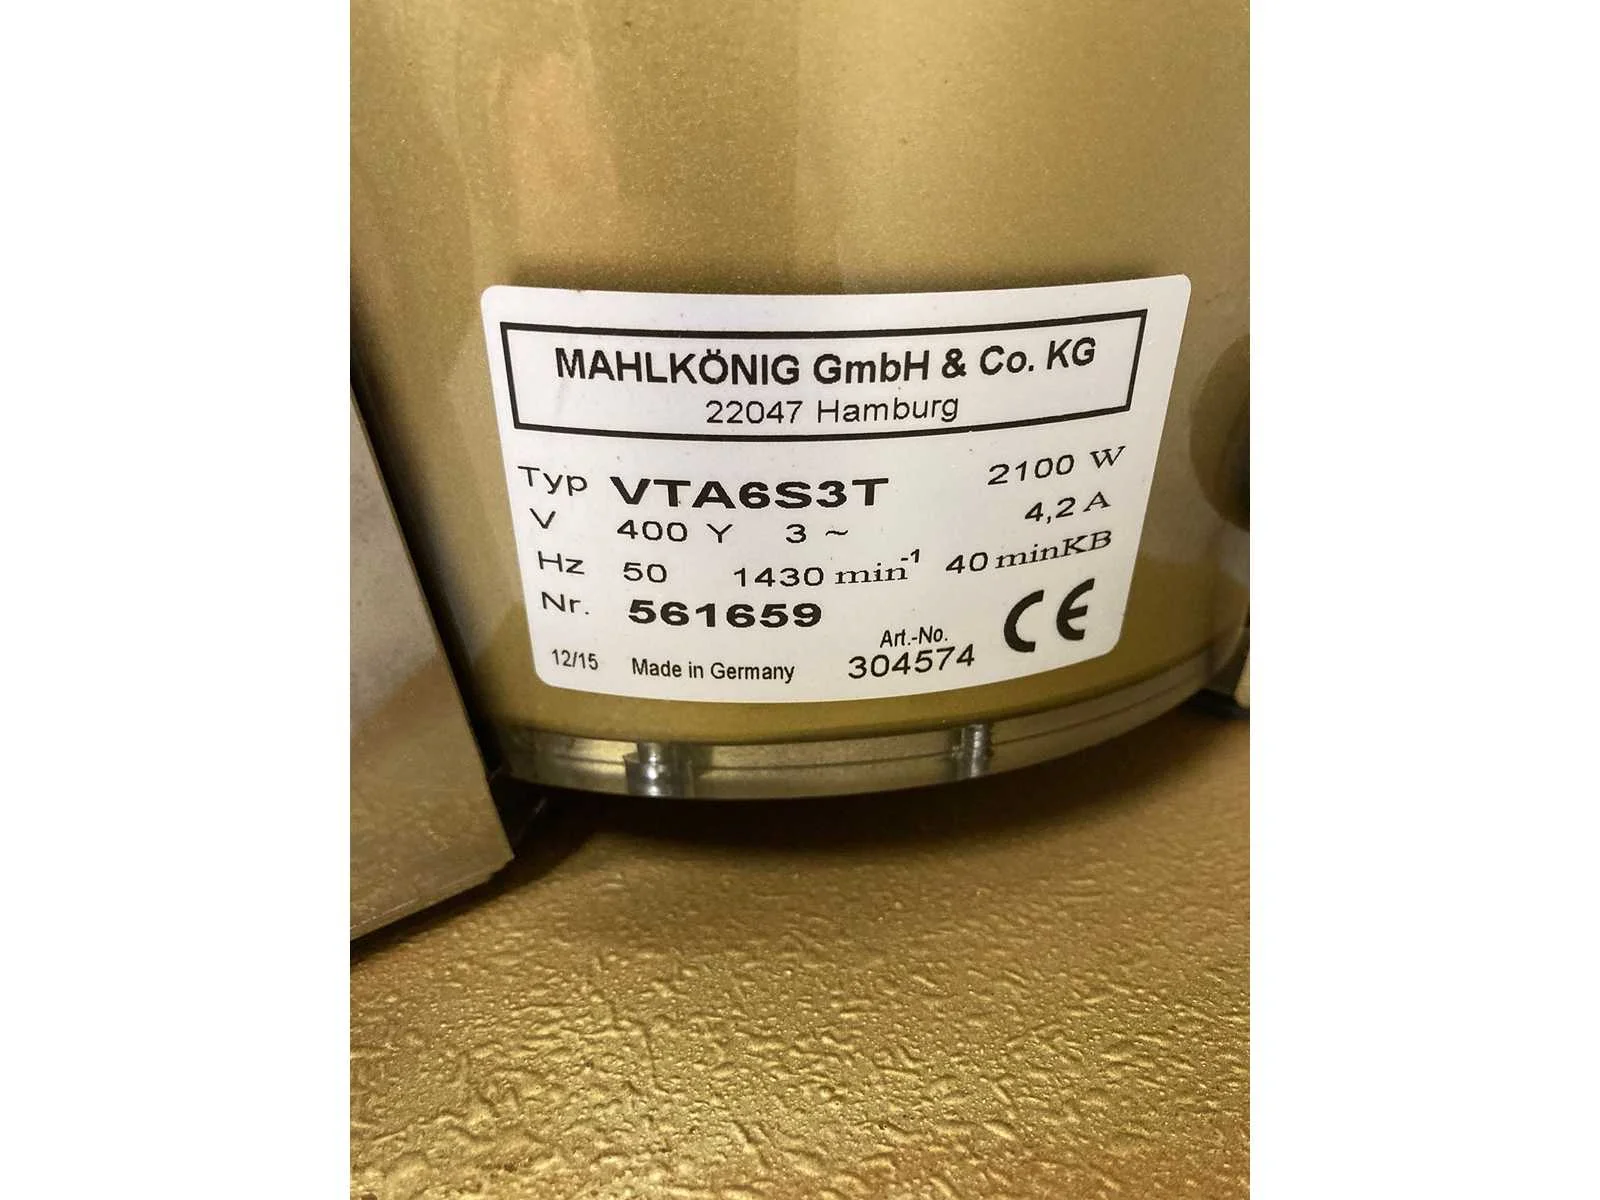 MAHLKÖNIG GmbH & Co. KG
22047 Hamburg
Typ VTA6S3T 2100 W
V 400 Y 3 ~ 4,2 A
Hz 50 1430 min-1 40 minKB
Nr. 561659
12/15 Made in Germany Art.-No. 304574 CE